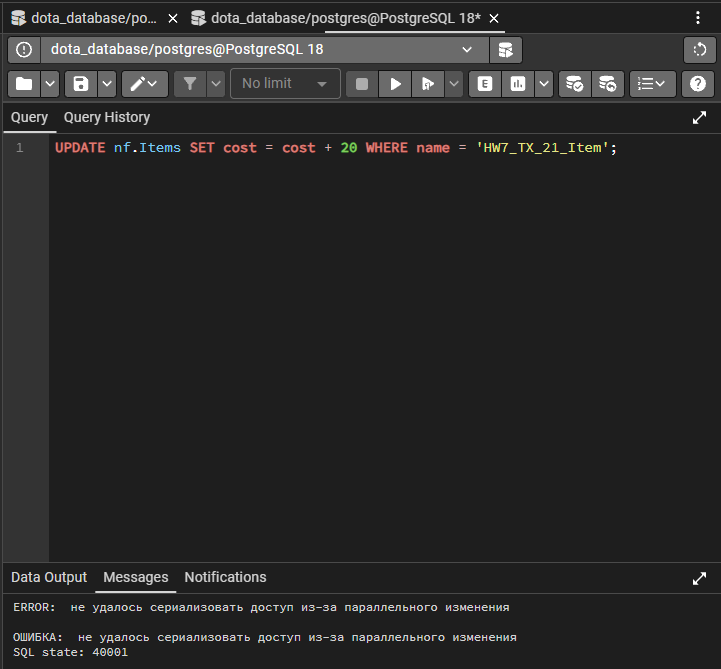 dota_database/po...
dota_database/postgres@PostgreSQL 18*
dota_database/postgres@PostgreSQL 18
No limit
E
Query
Query History
1
UPDATE nf.Items SET cost = cost + 20 WHERE name = 'HW7_TX_21_Item';
Data Output
Messages
Notifications
ERROR:  не удалось сериализовать доступ из-за параллельного изменения
ОШИБКА:  не удалось сериализовать доступ из-за параллельного изменения
SQL state: 40001